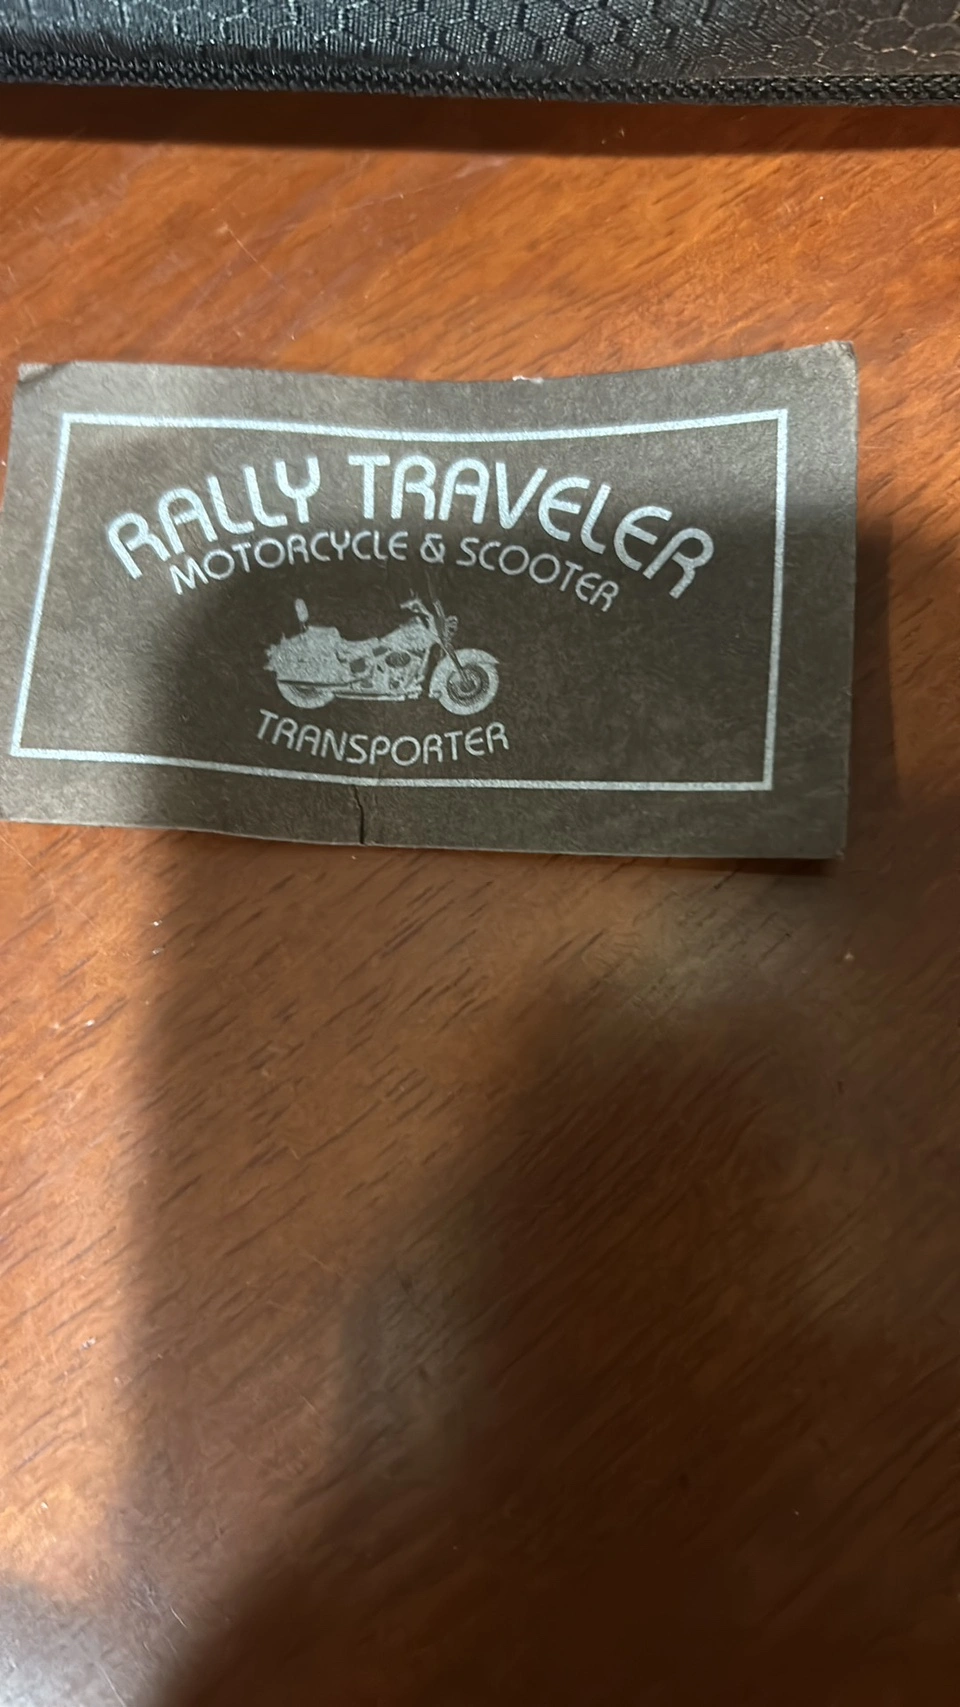 RALLY TRAVELER
MOTORCYCLE & SCOOTER
TRANSPORTER